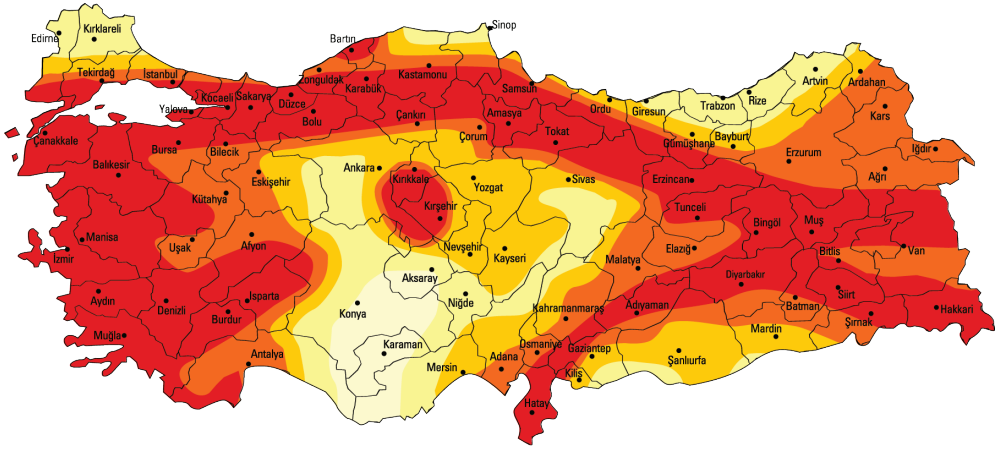 Kırklareli
Edirne
Sinop
Bartın
Tekirdağ
İstanbul
Zonguldak
Kastamonu
Karabük
Samsun
Artvin
Ardahan
Yalova
Kocaeli
Sakarya
Düzce
Bolu
Çankırı
Amasya
Ordu
Giresun
Trabzon
Rize
Kars
Çanakkale
Bursa
Bilecik
Çorum
Tokat
Gümüşhane
Bayburt
Iğdır
Balıkesir
Eskişehir
Ankara
Kırıkkale
Yozgat
Sivas
Erzincan
Erzurum
Ağrı
Kütahya
Kırşehir
Tunceli
Manisa
İzmir
Uşak
Afyon
Nevşehir
Kayseri
Malatya
Elazığ
Bingöl
Muş
Bitlis
Van
Aksaray
Diyarbakır
Aydın
Denizli
Isparta
Burdur
Konya
Niğde
Kahramanmaraş
Adıyaman
Batman
Siirt
Şırnak
Hakkari
Muğla
Antalya
Karaman
Mersin
Adana
Osmaniye
Gaziantep
Kilis
Şanlıurfa
Mardin
Hatay